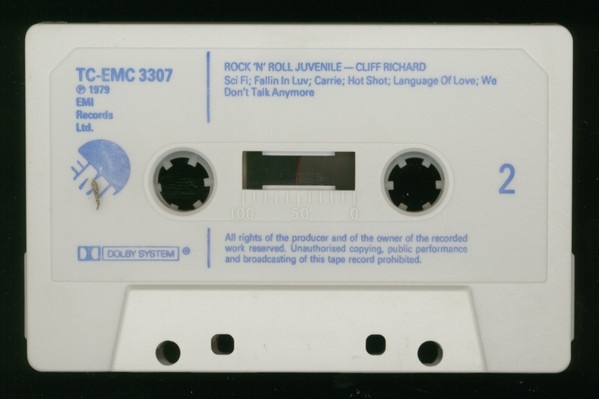 TC-EMC 3307
℗ 1979
EMI
Records
Ltd.
EMI
ROCK 'N' ROLL JUVENILE — CLIFF RICHARD
Sci Fi; Fallin In Luv; Carrie; Hot Shot; Language Of Love; We
Don't Talk Anymore
2
100 50 0
DOLBY SYSTEM ®
All rights of the producer and of the owner of the recorded
work reserved. Unauthorised copying, public performance
and broadcasting of this tape record prohibited.